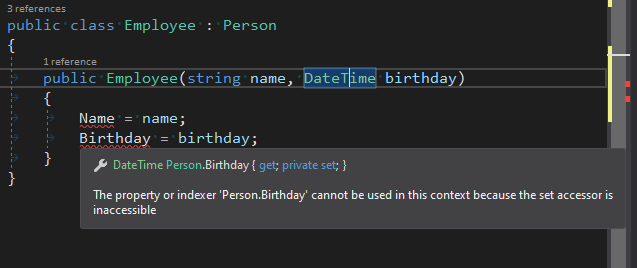 3 references
public class Employee : Person
{
1 reference
public Employee(string name, DateTime birthday)
{
Name = name;
Birthday = birthday;
}
DateTime Person.Birthday { get; private set; }
}
The property or indexer 'Person.Birthday' cannot be used in this context because the set accessor is
inaccessible